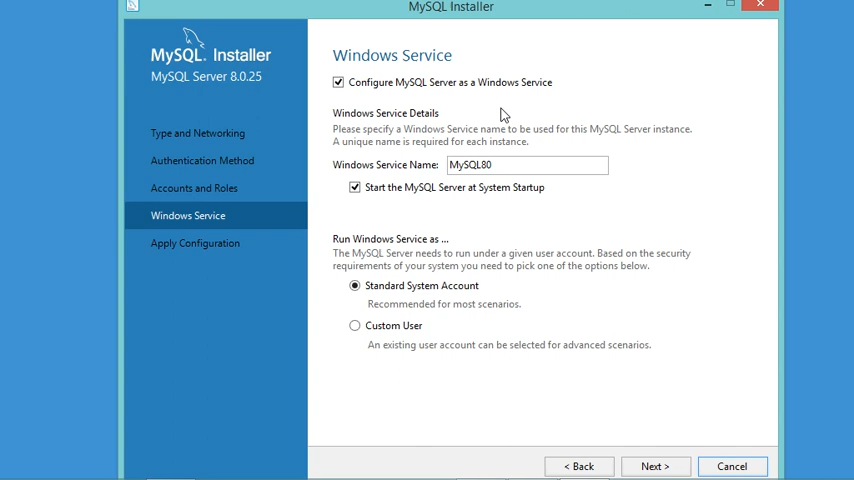 MySQL Installer
MySQL. Installer
MySQL Server 8.0.25
Type and Networking
Authentication Method
Accounts and Roles
Windows Service
Apply Configuration
Windows Service
Configure MySQL Server as a Windows Service
Windows Service Details
Please specify a Windows Service name to be used for this MySQL Server instance.
A unique name is required for each instance.
Windows Service Name: MySQL80
Start the MySQL Server at System Startup
Run Windows Service as ...
The MySQL Server needs to run under a given user account. Based on the security
requirements of your system you need to pick one of the options below.
Standard System Account
Recommended for most scenarios.
Custom User
An existing user account can be selected for advanced scenarios.
< Back Next > Cancel